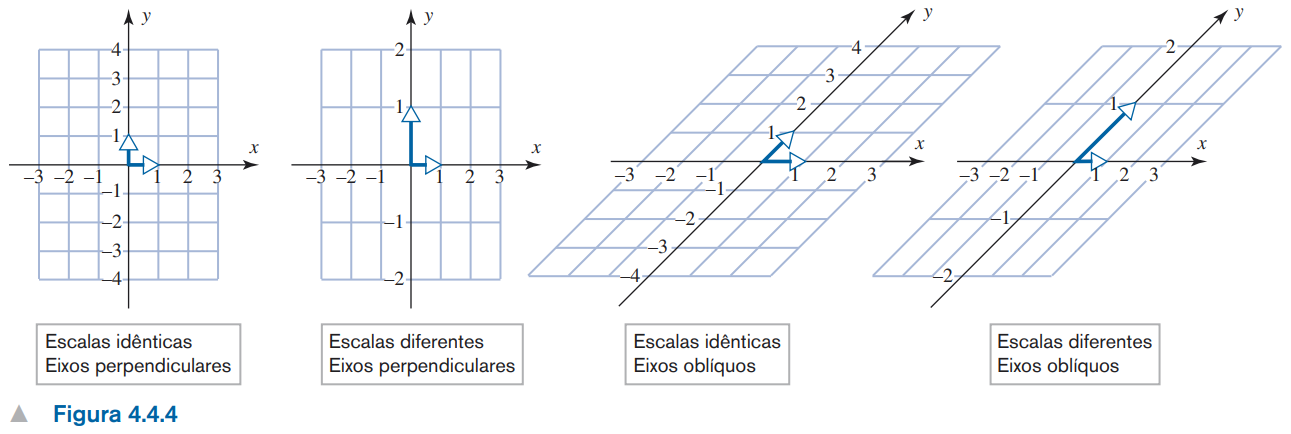 y
4
3
2
1
x
–3 –2 –1 1 2 3
–1
–2
–3
–4
Escalas idênticas
Eixos perpendiculares
y
2
1
x
–3 –2 –1 1 2 3
–1
–2
Escalas diferentes
Eixos perpendiculares
y
4
3
2
1
x
–3 –2 –1 1 2 3
–1
–2
–3
–4
Escalas idênticas
Eixos oblíquos
y
2
1
x
–3 –2 –1 1 2 3
–1
–2
Escalas diferentes
Eixos oblíquos
▲ Figura 4.4.4